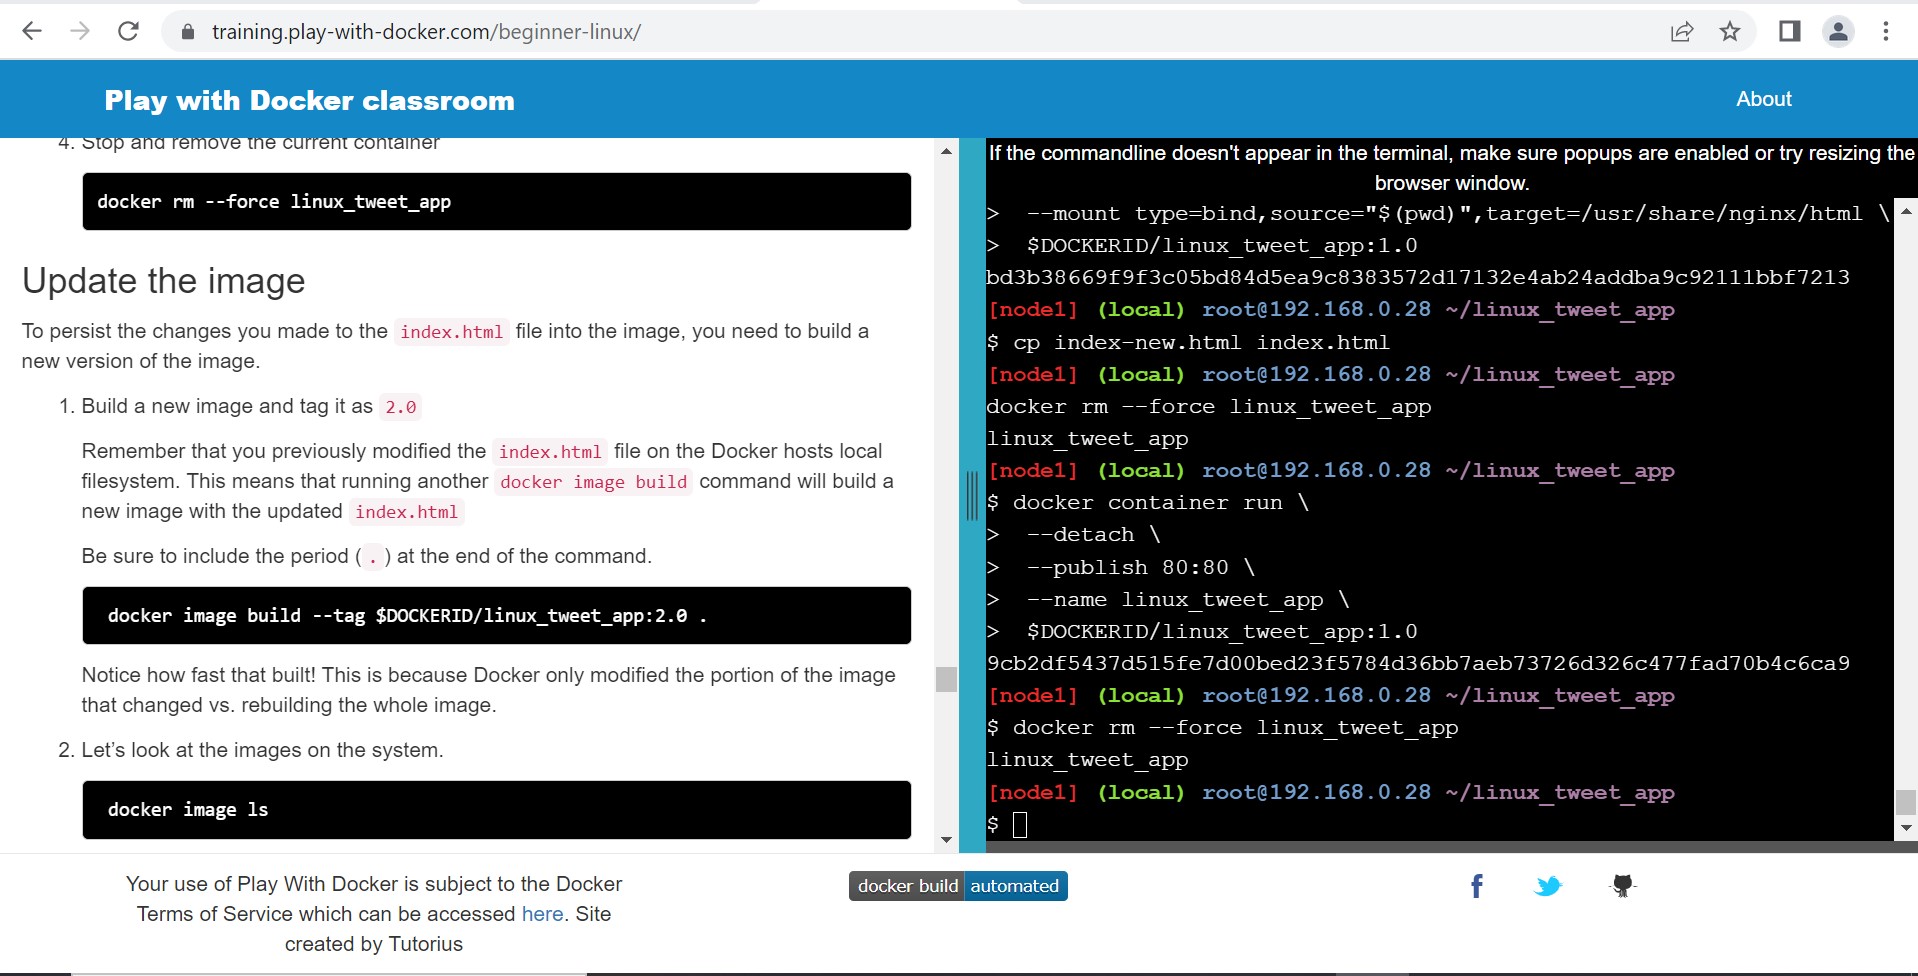 training.play-with-docker.com/beginner-linux/
Play with Docker classroom
About
4. Stop and remove the current container
docker rm --force linux_tweet_app
Update the image
To persist the changes you made to the index.html file into the image, you need to build a
new version of the image.
1. Build a new image and tag it as 2.0
Remember that you previously modified the index.html file on the Docker hosts local
filesystem. This means that running another docker image build command will build a
new image with the updated index.html
Be sure to include the period ( . ) at the end of the command.
docker image build --tag $DOCKERID/linux_tweet_app:2.0 .
Notice how fast that built! This is because Docker only modified the portion of the image
that changed vs. rebuilding the whole image.
2. Let’s look at the images on the system.
docker image ls
If the commandline doesn't appear in the terminal, make sure popups are enabled or try resizing the
browser window.
>  --mount type=bind,source="$(pwd)",target=/usr/share/nginx/html \
>  $DOCKERID/linux_tweet_app:1.0
bd3b38669f9f3c05bd84d5ea9c8383572d17132e4ab24addba9c92111bbf7213
[node1] (local) root@192.168.0.28 ~/linux_tweet_app
$ cp index-new.html index.html
[node1] (local) root@192.168.0.28 ~/linux_tweet_app
docker rm --force linux_tweet_app
linux_tweet_app
[node1] (local) root@192.168.0.28 ~/linux_tweet_app
$ docker container run \
>  --detach \
>  --publish 80:80 \
>  --name linux_tweet_app \
>  $DOCKERID/linux_tweet_app:1.0
9cb2df5437d515fe7d00bed23f5784d36bb7aeb73726d326c477fad70b4c6ca9
[node1] (local) root@192.168.0.28 ~/linux_tweet_app
$ docker rm --force linux_tweet_app
linux_tweet_app
[node1] (local) root@192.168.0.28 ~/linux_tweet_app
$
Your use of Play With Docker is subject to the Docker
Terms of Service which can be accessed here. Site
created by Tutorius
docker build automated